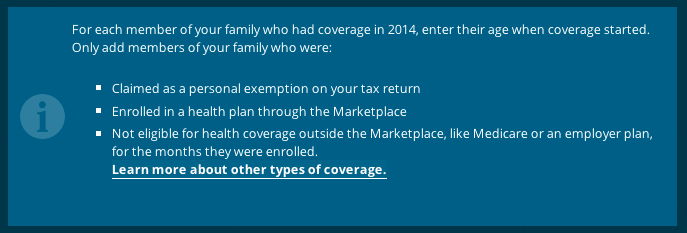 For each member of your family who had coverage in 2014, enter their age when coverage started.
Only add members of your family who were:
Claimed as a personal exemption on your tax return
Enrolled in a health plan through the Marketplace
Not eligible for health coverage outside the Marketplace, like Medicare or an employer plan,
for the months they were enrolled.
Learn more about other types of coverage.